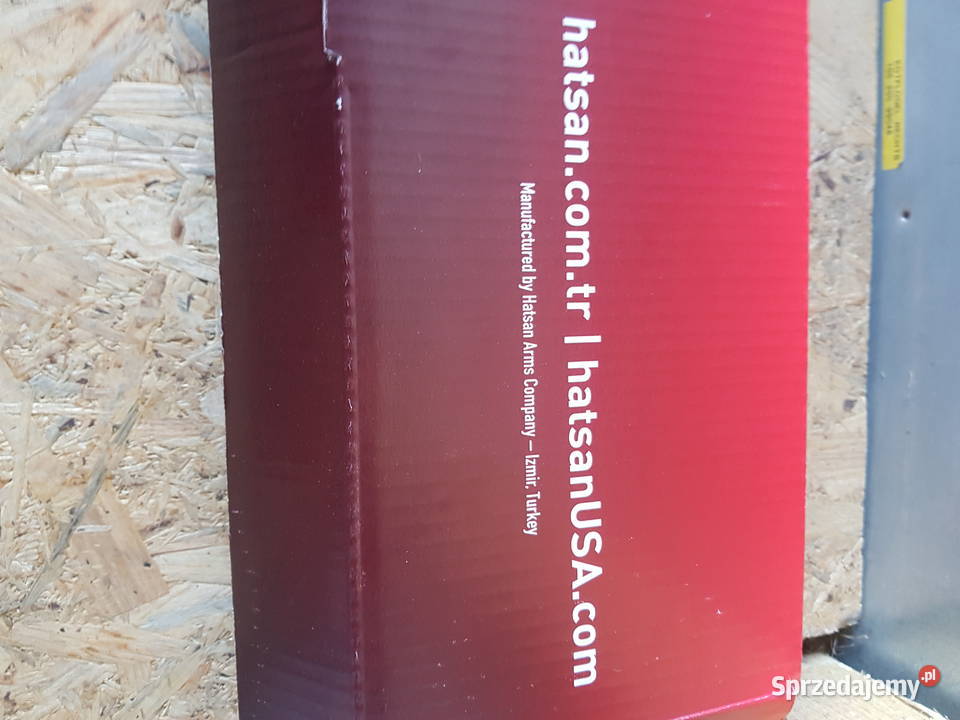 hatsan.com.tr | hatsanUSA.com
Manufactured by Hatsan Arms Company – Izmir, Turkey
Sprzedajemy.pl